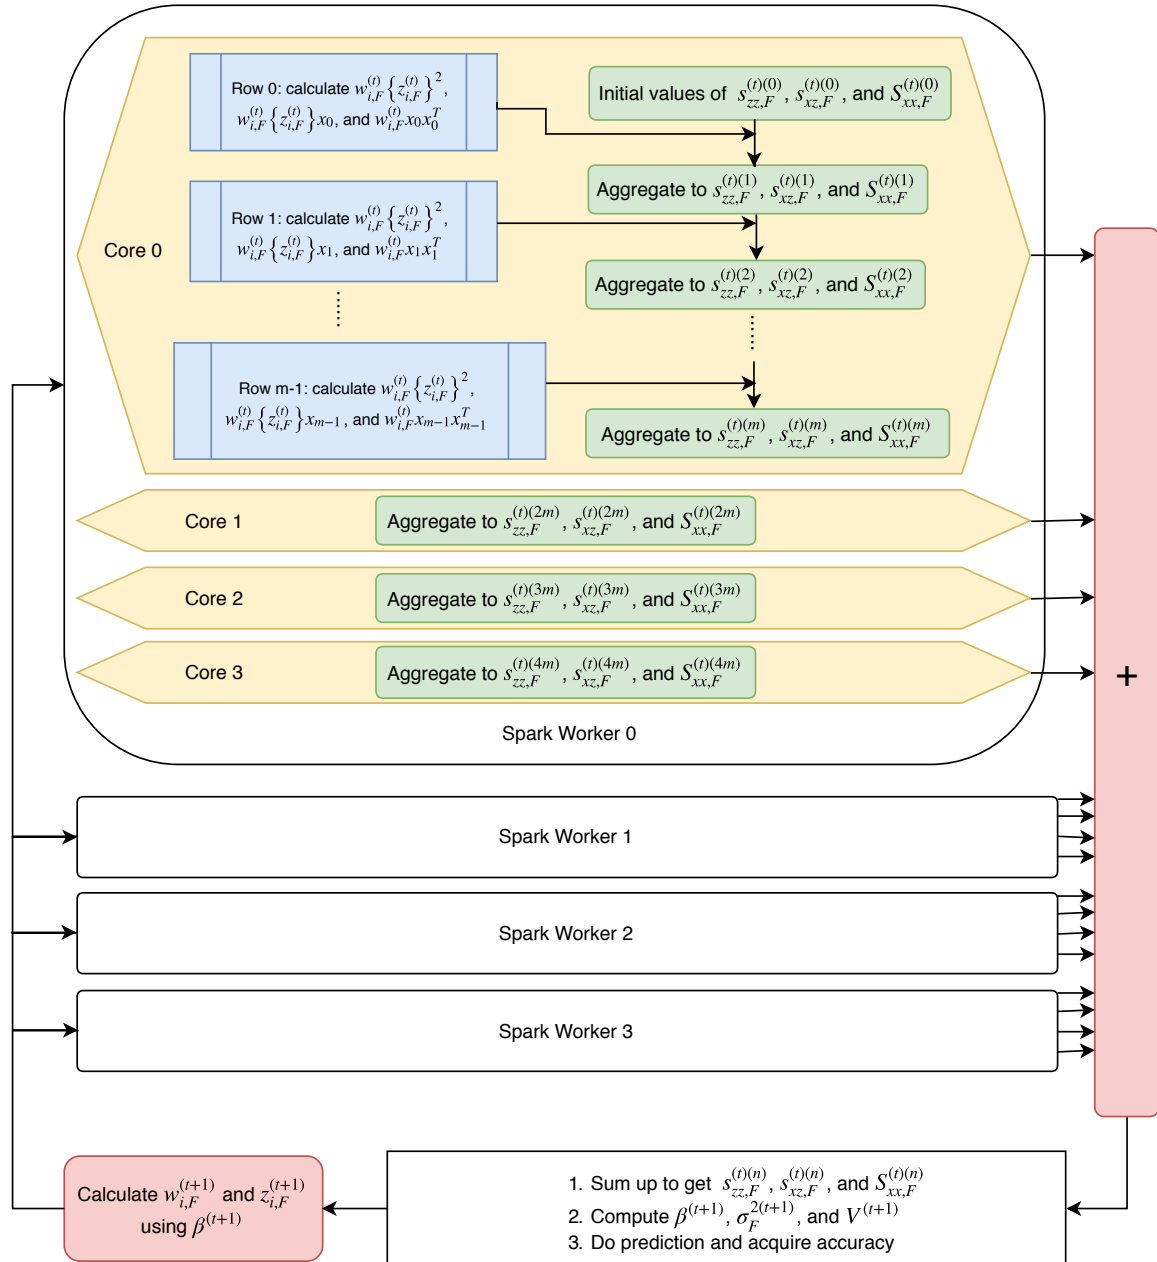 Row 0: calculate $w_{i,F}^{(t)}\{z_{i,F}^{(t)}\}^2$,
$w_{i,F}^{(t)}\{z_{i,F}^{(t)}\}x_0$, and $w_{i,F}^{(t)}x_0x_0^T$
Initial values of $s_{zz,F}^{(t)(0)}$, $s_{xz,F}^{(t)(0)}$, and $S_{xx,F}^{(t)(0)}$
Aggregate to $s_{zz,F}^{(t)(1)}$, $s_{xz,F}^{(t)(1)}$, and $S_{xx,F}^{(t)(1)}$
Core 0
Row 1: calculate $w_{i,F}^{(t)}\{z_{i,F}^{(t)}\}^2$,
$w_{i,F}^{(t)}\{z_{i,F}^{(t)}\}x_1$, and $w_{i,F}^{(t)}x_1x_1^T$
Aggregate to $s_{zz,F}^{(t)(2)}$, $s_{xz,F}^{(t)(2)}$, and $S_{xx,F}^{(t)(2)}$
Row m-1: calculate $w_{i,F}^{(t)}\{z_{i,F}^{(t)}\}^2$,
$w_{i,F}^{(t)}\{z_{i,F}^{(t)}\}x_{m-1}$, and $w_{i,F}^{(t)}x_{m-1}x_{m-1}^T$
Aggregate to $s_{zz,F}^{(t)(m)}$, $s_{xz,F}^{(t)(m)}$, and $S_{xx,F}^{(t)(m)}$
Core 1
Aggregate to $s_{zz,F}^{(t)(2m)}$, $s_{xz,F}^{(t)(2m)}$, and $S_{xx,F}^{(t)(2m)}$
Core 2
Aggregate to $s_{zz,F}^{(t)(3m)}$, $s_{xz,F}^{(t)(3m)}$, and $S_{xx,F}^{(t)(3m)}$
Core 3
Aggregate to $s_{zz,F}^{(t)(4m)}$, $s_{xz,F}^{(t)(4m)}$, and $S_{xx,F}^{(t)(4m)}$
+
Spark Worker 0
Spark Worker 1
Spark Worker 2
Spark Worker 3
Calculate $w_{i,F}^{(t+1)}$ and $z_{i,F}^{(t+1)}$
using $\beta^{(t+1)}$
1. Sum up to get $s_{zz,F}^{(t)(n)}$, $s_{xz,F}^{(t)(n)}$, and $S_{xx,F}^{(t)(n)}$
2. Compute $\beta^{(t+1)}$, $\sigma_F^{2(t+1)}$, and $V^{(t+1)}$
3. Do prediction and acquire accuracy